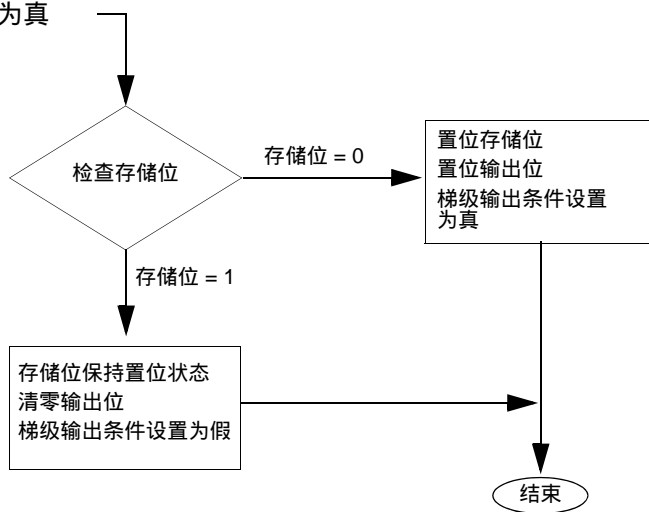 为真
检查存储位
存储位 = 0
置位存储位
置位输出位
梯级输出条件设置
为真
存储位 = 1
存储位保持置位状态
清零输出位
梯级输出条件设置为假
结束